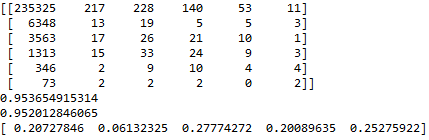 [[235325 217 228 140 53 11]
[ 6348 13 19 5 5 3]
[ 3563 17 26 21 10 1]
[ 1313 15 33 24 9 3]
[ 346 2 9 10 4 4]
[ 73 2 2 2 0 2]]
0.953654915314
0.952012846065
[ 0.20727846 0.06132325 0.27774272 0.20089635 0.25275922]